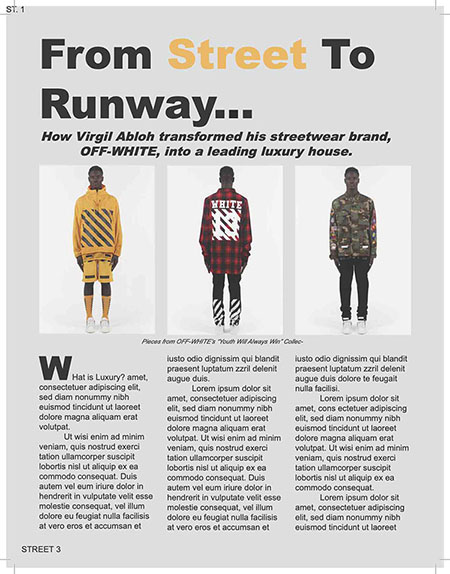 ST. 1
From Street To
Runway...
How Virgil Abloh transformed his streetwear brand,
OFF-WHITE, into a leading luxury house.
WHITE
Pieces from OFF-WHITE's "Youth Will Always Win" Collec-
WHat is Luxury? amet,
consectetuer adipiscing elit,
sed diam nonummy nibh
euismod tincidunt ut laoreet
dolore magna aliquam erat
volutpat.
Ut wisi enim ad minim
veniam, quis nostrud exerci
tation ullamcorper suscipit
lobortis nisl ut aliquip ex ea
commodo consequat. Duis
autem vel eum iriure dolor in
hendrerit in vulputate velit esse
molestie consequat, vel illum
dolore eu feugiat nulla facilisis
at vero eros et accumsan et
iusto odio dignissim qui blandit
praesent luptatum zzril delenit
augue duis.
Lorem ipsum dolor sit
amet, consectetuer adipiscing
elit, sed diam nonummy nibh
euismod tincidunt ut laoreet
dolore magna aliquam erat
volutpat. Ut wisi enim ad minim
veniam, quis nostrud exerci
tation ullamcorper suscipit
lobortis nisl ut aliquip ex ea
commodo consequat. Duis
autem vel eum iriure dolor in
hendrerit in vulputate velit esse
molestie consequat, vel illum
dolore eu feugiat nulla facilisis
at vero eros et accumsan et
iusto odio dignissim qui blandit
praesent luptatum zzril delenit
augue duis dolore te feugait
nulla facilisi.
Lorem ipsum dolor sit
amet, cons ectetuer adipiscing
elit, sed diam nonummy nibh
euismod tincidunt ut laoreet
dolore magna aliquam erat
volutpat. Ut wisi enim ad minim
veniam, quis nostrud exerci
tation ullamcorper suscipit
lobortis nisl ut aliquip ex ea
commodo consequat.
Lorem ipsum dolor sit
amet, consectetuer adipiscing
elit, sed diam nonummy nibh
euismod tincidunt ut laoreet
STREET 3